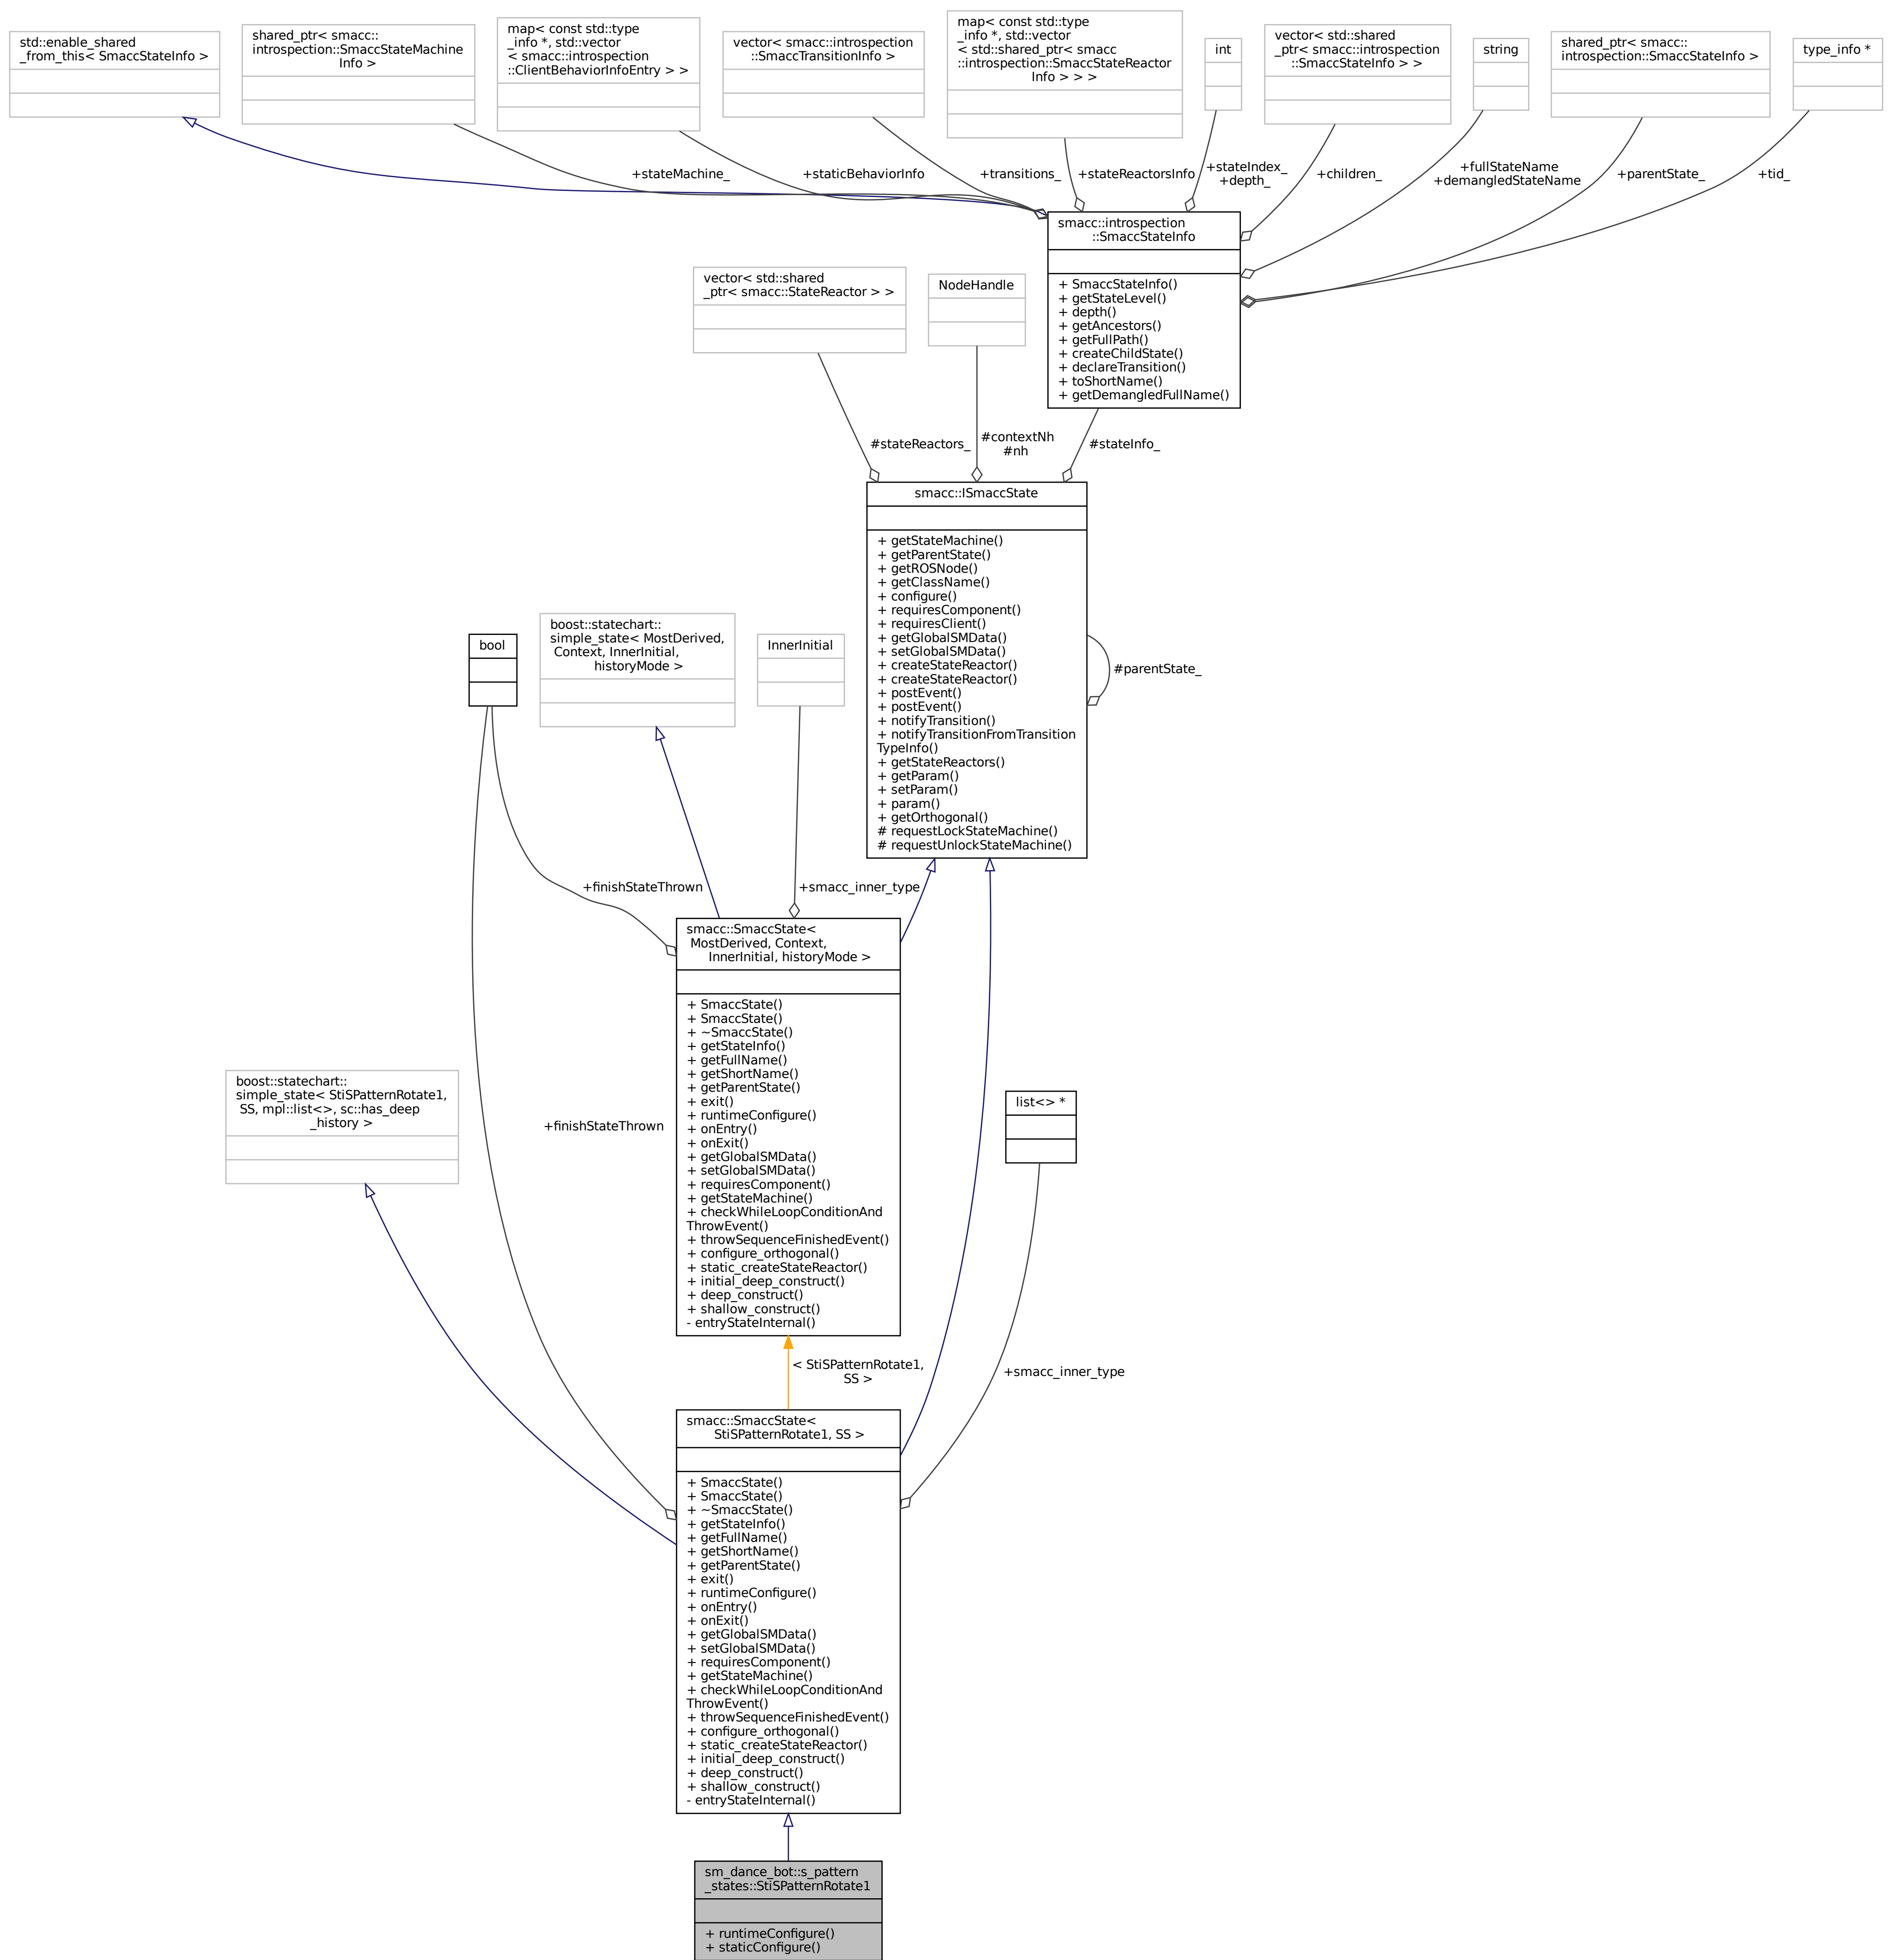 std::enable_shared
_from_this< SmaccStateInfo >
shared_ptr< smacc::
introspection::SmaccStateMachine
Info >
map< const std::type
_info *, std::vector
< smacc::introspection
::ClientBehaviorInfoEntry > >
vector< smacc::introspection
::SmaccTransitionInfo >
map< const std::type
_info *, std::vector
< std::shared_ptr< smacc
::introspection::SmaccStateReactor
Info > > >
int
vector< std::shared
_ptr< smacc::introspection
::SmaccStateInfo > >
string
shared_ptr< smacc::
introspection::SmaccStateInfo >
type_info *
+stateMachine_
+staticBehaviorInfo
+transitions_
+stateReactorsInfo
+stateIndex_
+depth_
+children_
+fullStateName
+demangledStateName
+parentState_
+tid_
smacc::introspection
::SmaccStateInfo
+ SmaccStateInfo()
+ getStateLevel()
+ depth()
+ getAncestors()
+ getFullPath()
+ createChildState()
+ declareTransition()
+ toShortName()
+ getDemangledFullName()
vector< std::shared
_ptr< smacc::StateReactor > >
NodeHandle
#stateReactors_
#contextNh
#nh
#stateInfo_
smacc::ISmaccState
+ getStateMachine()
+ getParentState()
+ getROSNode()
+ getClassName()
+ configure()
+ requiresComponent()
+ requiresClient()
+ getGlobalSMData()
+ setGlobalSMData()
+ createStateReactor()
+ createStateReactor()
+ postEvent()
+ postEvent()
+ notifyTransition()
+ notifyTransitionFromTransition
TypeInfo()
+ getStateReactors()
+ getParam()
+ setParam()
+ param()
+ getOrthogonal()
# requestLockStateMachine()
# requestUnlockStateMachine()
#parentState_
bool
boost::statechart::
simple_state< MostDerived,
Context, InnerInitial,
historyMode >
InnerInitial
+finishStateThrown
+smacc_inner_type
smacc::SmaccState<
MostDerived, Context,
InnerInitial, historyMode >
+ SmaccState()
+ SmaccState()
+ ~SmaccState()
+ getStateInfo()
+ getFullName()
+ getShortName()
+ getParentState()
+ exit()
+ runtimeConfigure()
+ onEntry()
+ onExit()
+ getGlobalSMData()
+ setGlobalSMData()
+ requiresComponent()
+ getStateMachine()
+ checkWhileLoopConditionAnd
ThrowEvent()
+ throwSequenceFinishedEvent()
+ configure_orthogonal()
+ static_createStateReactor()
+ initial_deep_construct()
+ deep_construct()
+ shallow_construct()
- entryStateInternal()
boost::statechart::
simple_state< StiSPatternRotate1,
SS, mpl::list<>, sc::has_deep
_history >
+finishStateThrown
list<> *
< StiSPatternRotate1,
SS >
+smacc_inner_type
smacc::SmaccState<
StiSPatternRotate1, SS >
+ SmaccState()
+ SmaccState()
+ ~SmaccState()
+ getStateInfo()
+ getFullName()
+ getShortName()
+ getParentState()
+ exit()
+ runtimeConfigure()
+ onEntry()
+ onExit()
+ getGlobalSMData()
+ setGlobalSMData()
+ requiresComponent()
+ getStateMachine()
+ checkWhileLoopConditionAnd
ThrowEvent()
+ throwSequenceFinishedEvent()
+ configure_orthogonal()
+ static_createStateReactor()
+ initial_deep_construct()
+ deep_construct()
+ shallow_construct()
- entryStateInternal()
sm_dance_bot::s_pattern
_states::StiSPatternRotate1
+ runtimeConfigure()
+ staticConfigure()